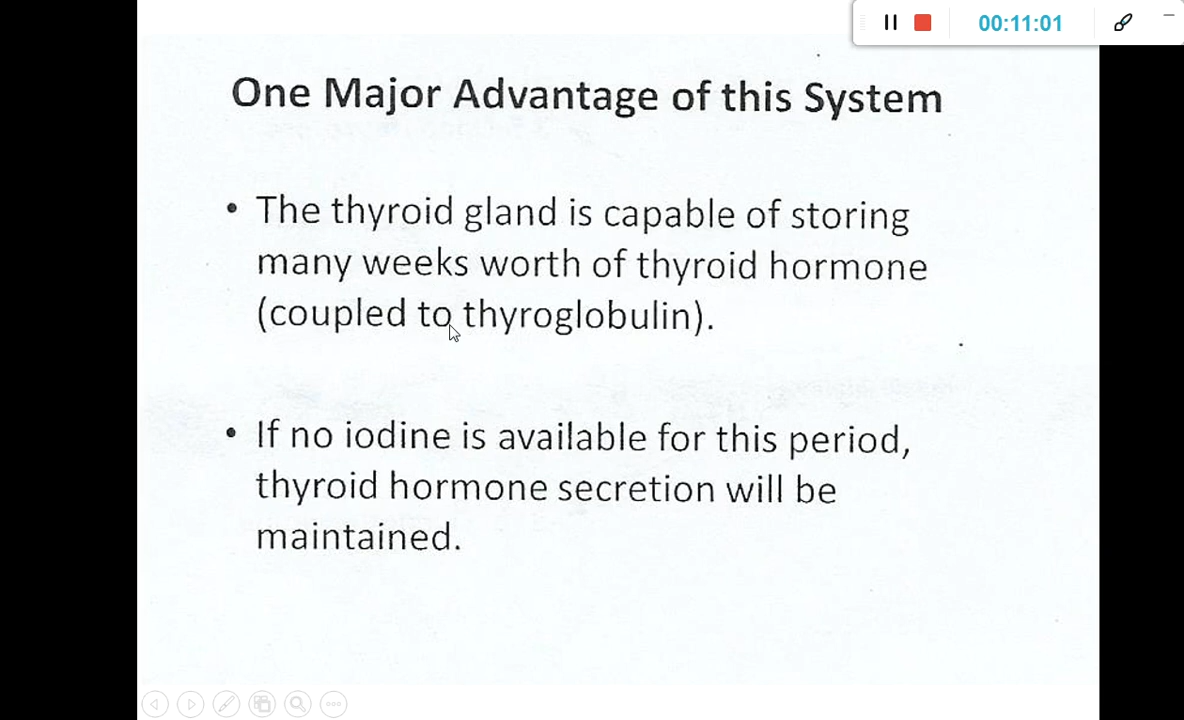 00:11:01
One Major Advantage of this System
• The thyroid gland is capable of storing
many weeks worth of thyroid hormone
(coupled to thyroglobulin).
• If no iodine is available for this period,
thyroid hormone secretion will be
maintained.